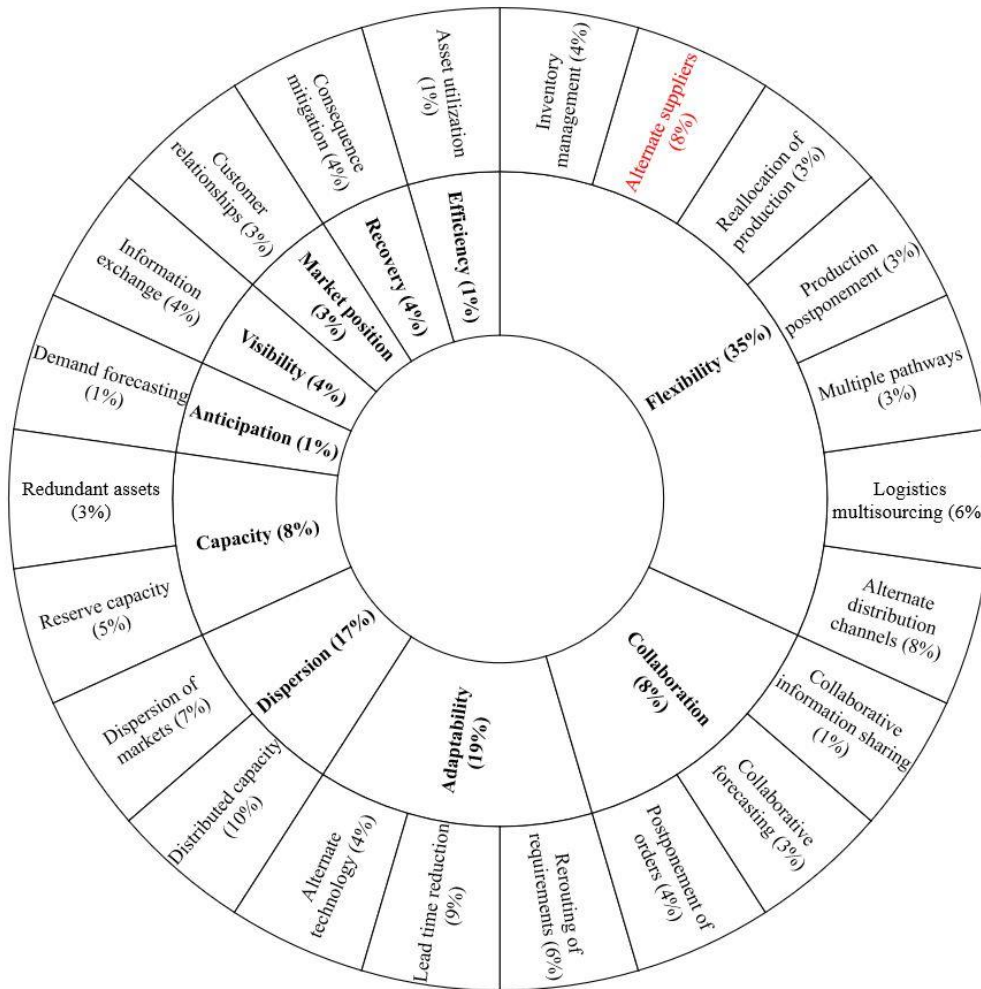 Inventory
management (4%)
Alternate suppliers
(8%)
Reallocation of
production (3%)
Production
postponement (3%)
Multiple pathways
(3%)
Logistics
multisourcing (6%
Alternate
distribution
channels (8%)
Collaborative
information sharing
(1%)
Collaborative
forecasting (3%)
Postponement of
orders (4%)
Rerouting of
requirements (6%)
Lead time reduction
(9%)
Alternate
technology (4%)
Distributed capacity
(10%)
Dispersion of
markets (7%)
Reserve capacity
(5%)
Redundant assets
(3%)
Demand forecasting
(1%)
Information
exchange (4%)
Customer
relationships (3%)
Consequence
mitigation (4%)
Asset utilization
(1%)
Flexibility (35%)
Collaboration
(8%)
Adaptability
(19%)
Dispersion (17%)
Capacity (8%)
Anticipation (1%)
Visibility (4%)
Market position
(3%)
Recovery (4%)
Efficiency (1%)